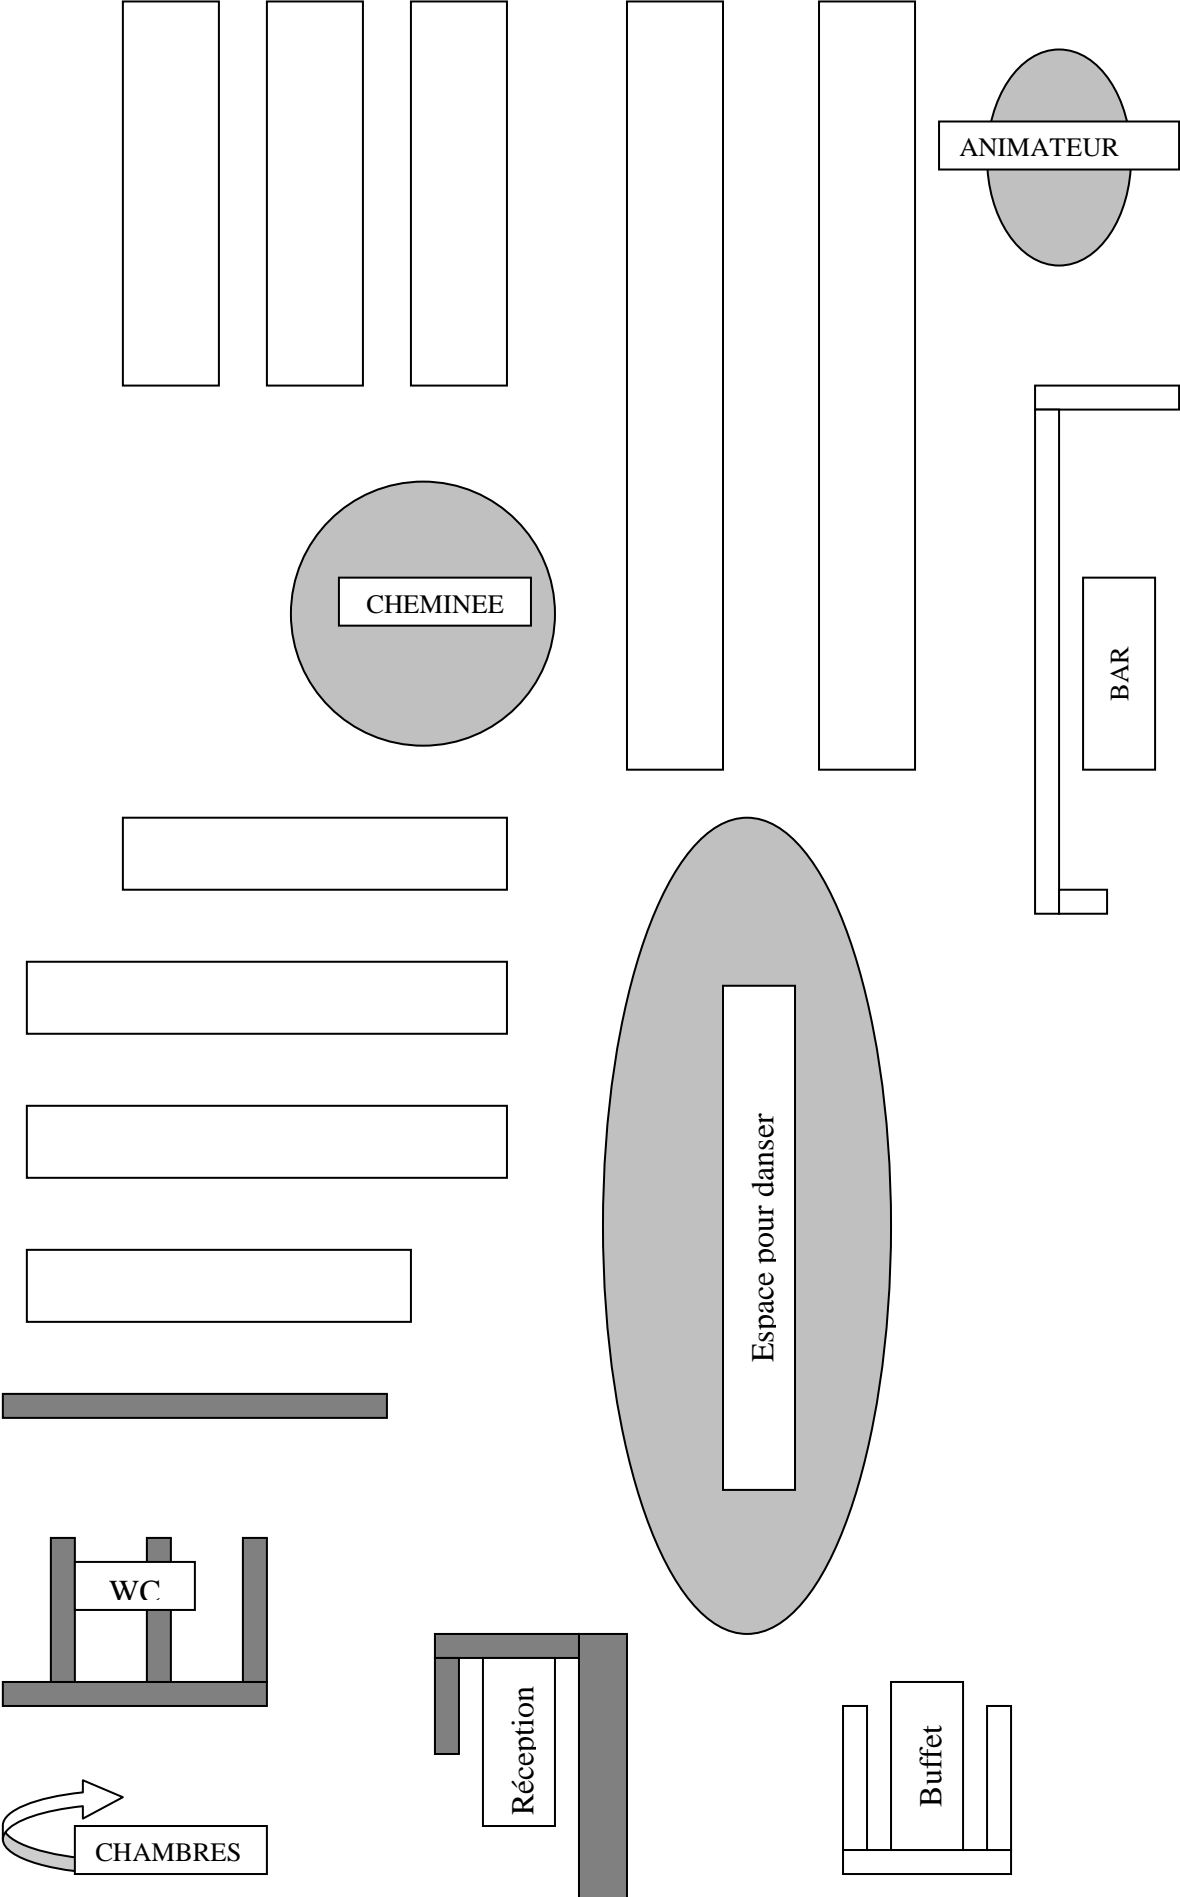 ANIMATEUR
CHEMINEE
BAR
Espace pour danser
WC
Réception
Buffet
CHAMBRES